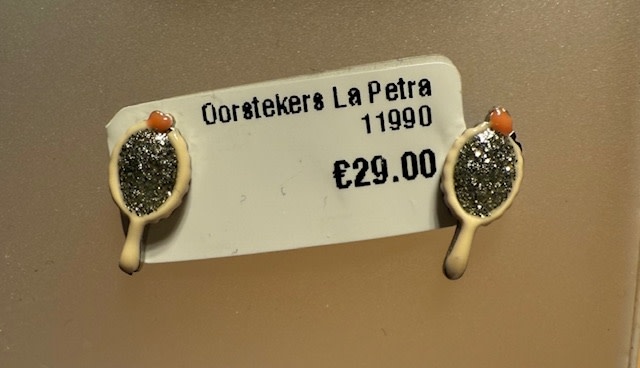 Oorstekers La Petra
11990
€29.00